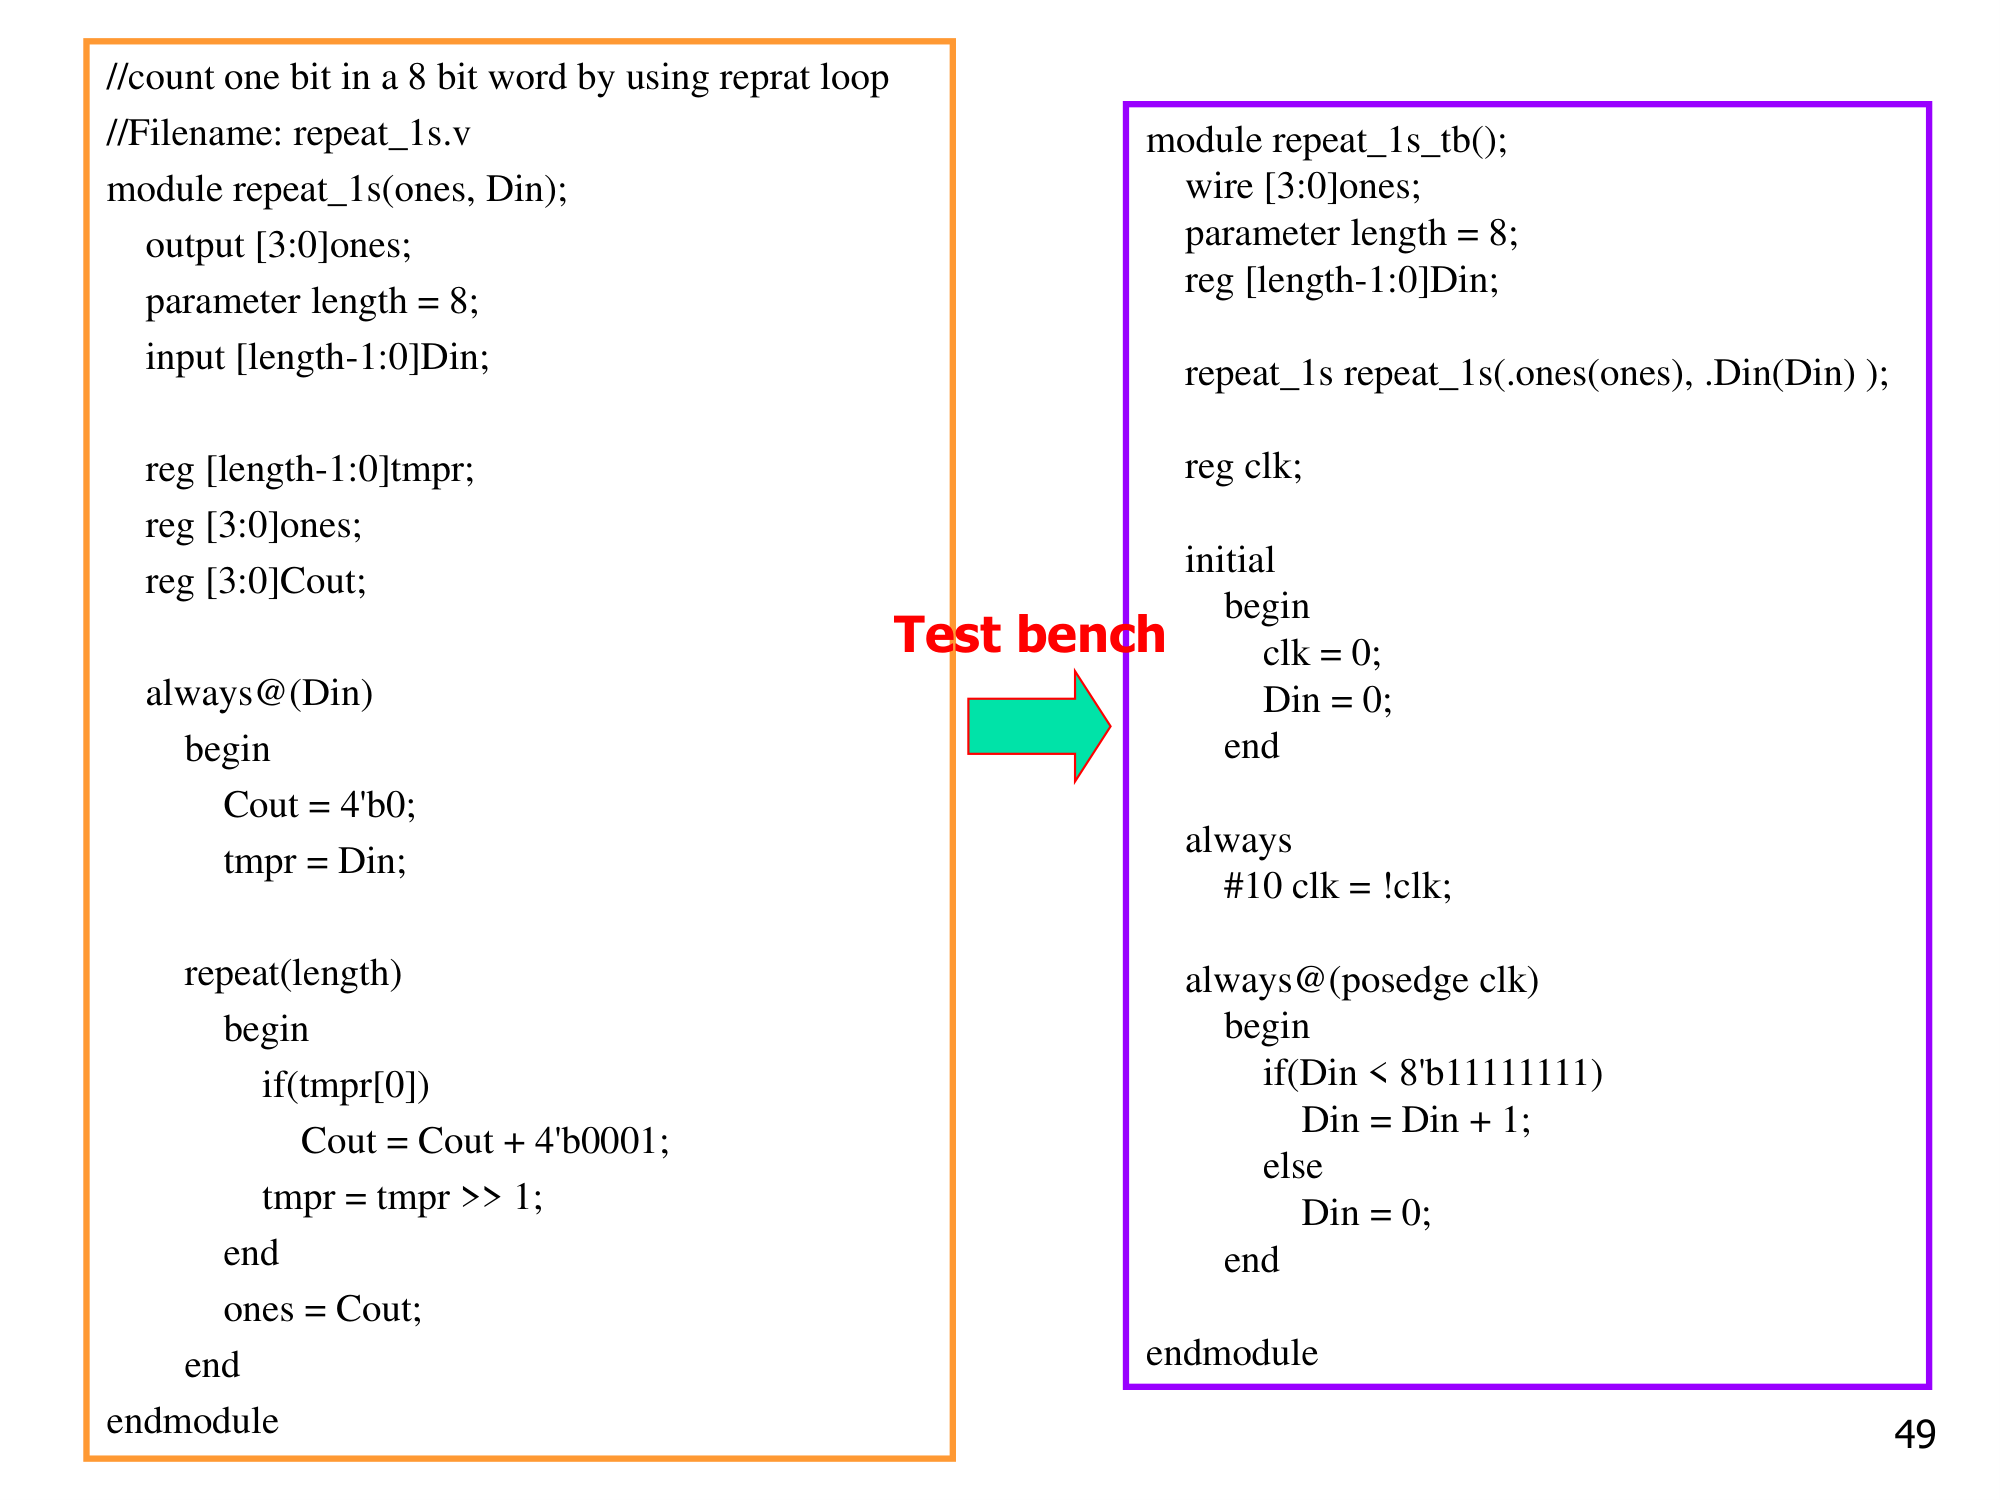 //count one bit in a 8 bit word by using reprat loop
//Filename: repeat_1s.v
module repeat_1s(ones, Din);
output [3:0]ones;
parameter length = 8;
input [length-1:0]Din;
reg [length-1:0]tmpr;
reg [3:0]ones;
reg [3:0]Cout;
always@(Din)
begin
Cout = 4'b0;
tmpr = Din;
repeat(length)
begin
if(tmpr[0])
Cout = Cout + 4'b0001;
tmpr = tmpr >> 1;
end
ones = Cout;
end
endmodule
Test bench
module repeat_1s_tb();
wire [3:0]ones;
parameter length = 8;
reg [length-1:0]Din;
repeat_1s repeat_1s(.ones(ones), .Din(Din) );
reg clk;
initial
begin
clk = 0;
Din = 0;
end
always
#10 clk = !clk;
always@(posedge clk)
begin
if(Din < 8'b11111111)
Din = Din + 1;
else
Din = 0;
end
endmodule
49